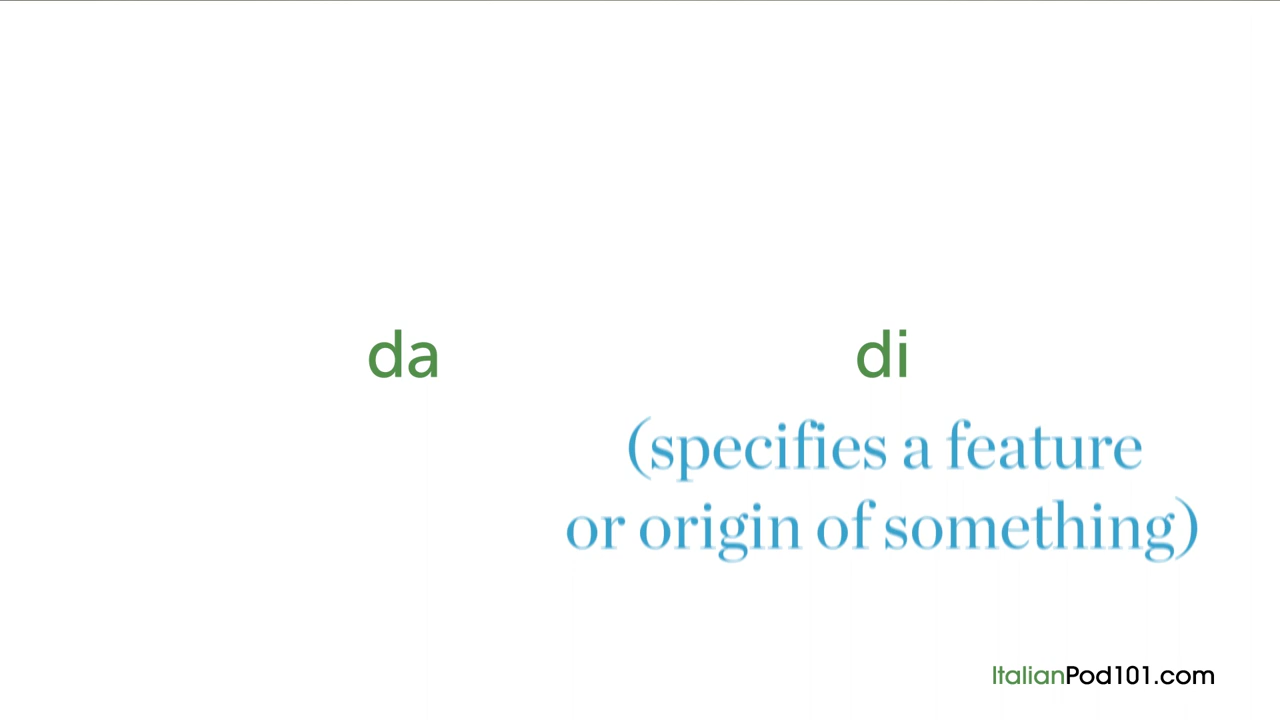 da di
(specifies a feature
or origin of something)
ItalianPod101.com